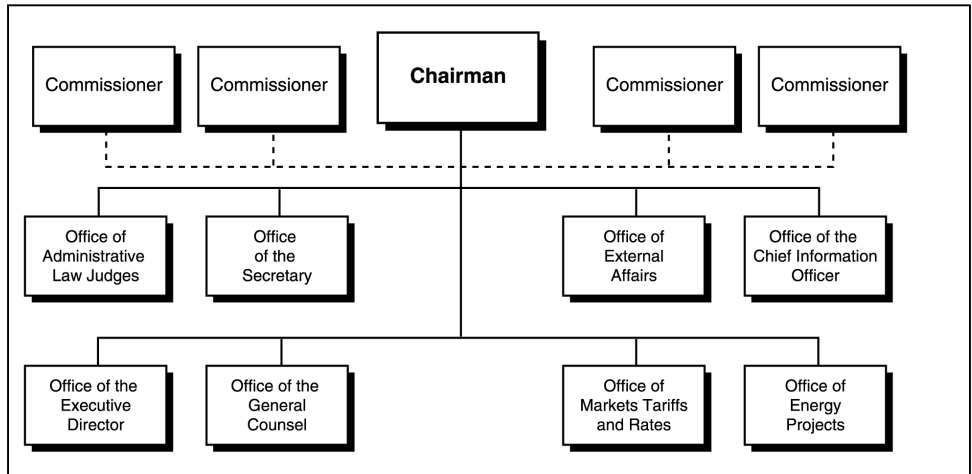 Commissioner
Commissioner
Chairman
Commissioner
Commissioner
Office of
Administrative
Law Judges
Office
of the
Secretary
Office of
External
Affairs
Office of the
Chief Information
Officer
Office of the
Executive
Director
Office of the
General
Counsel
Office of
Markets Tariffs
and Rates
Office of
Energy
Projects